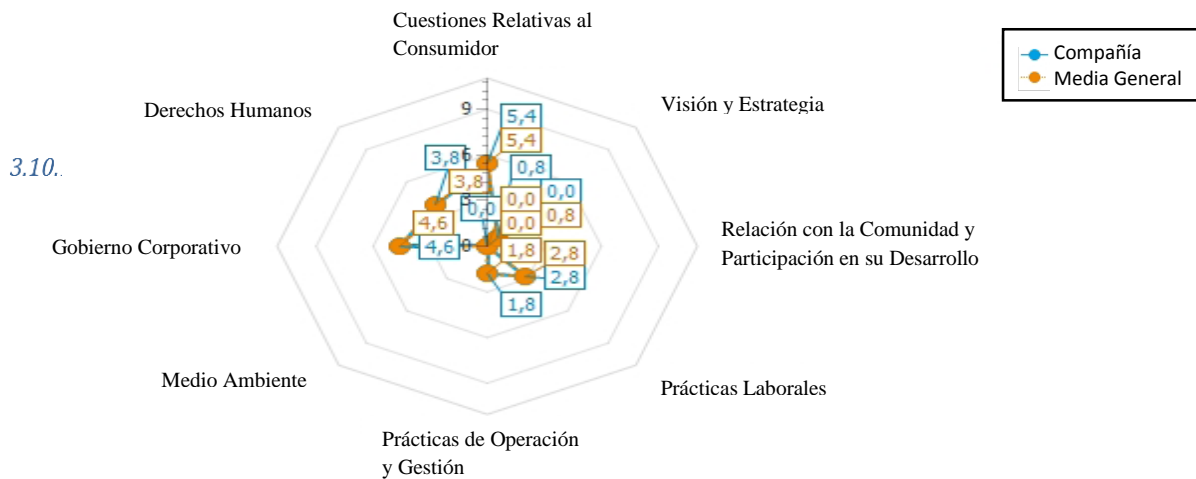 Cuestiones Relativas al
Consumidor
Compañía
Media General
Derechos Humanos
Visión y Estrategia
3.10..
9
6
3
0
5,4
5,4
3,8
3,8
0,8
0,0
0,0
0,0
0,8
0,0
4,6
4,6
1,8
2,8
2,8
1,8
Gobierno Corporativo
Relación con la Comunidad y
Participación en su Desarrollo
Medio Ambiente
Prácticas Laborales
Prácticas de Operación
y Gestión